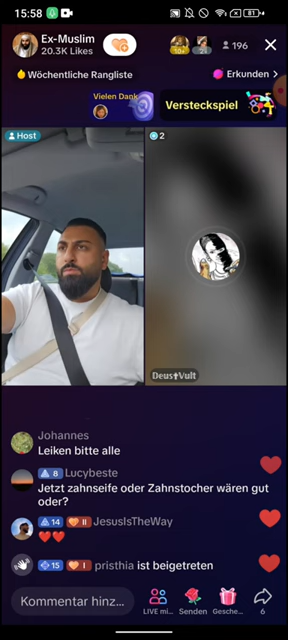 15:58
81
Ex-Muslim
20.3K Likes
196
Wöchentliche Rangliste
Erkunden >
Vielen Dank
Versteckspiel
Host
2
Deus✝Vult
Johannes
Leiken bitte alle
8 Lucybeste
Jetzt zahnseife oder Zahnstocher wären gut
oder?
14 II JesusIsTheWay
❤️❤️
15 I pristhia ist beigetreten
Kommentar hinz...
LIVE mi...
Senden
Gesche...
6